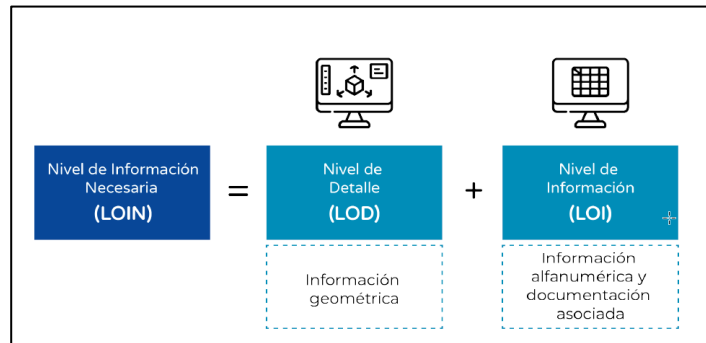 Nivel de Información
Necesaria
(LOIN)
=
Nivel de
Detalle
(LOD)
+
Nivel de
Información
(LOI)
Información
geométrica
Información
alfanumérica y
documentación
asociada